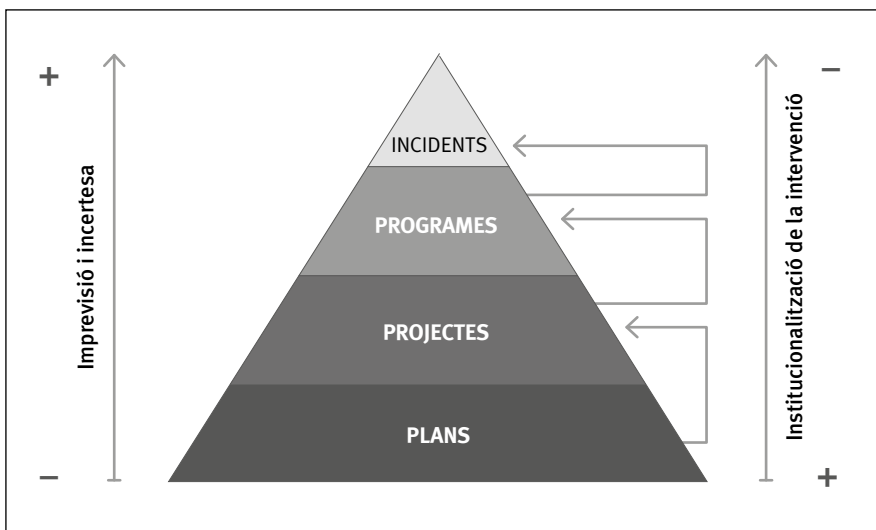 +
–
INCIDENTS
PROGRAMES
PROJECTES
PLANS
Imprevisió i incertesa
Institucionalització de la intervenció
–
+